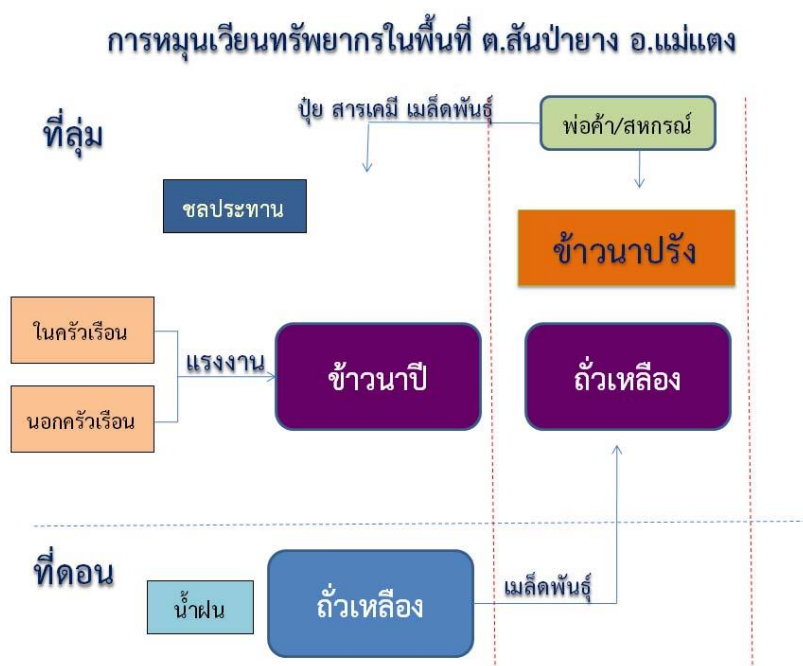 การหมุนเวียนทรัพยากรในพื้นที่ ต.สันป่ายาง อ.แม่แตง
ปุ๋ย สารเคมี เมล็ดพันธุ์
พ่อค้า/สหกรณ์
ที่ลุ่ม
ชลประทาน
ข้าวนาปรัง
ในครัวเรือน
แรงงาน
ข้าวนาปี
ถั่วเหลือง
นอกครัวเรือน
ที่ดอน
น้ำฝน
ถั่วเหลือง
เมล็ดพันธุ์